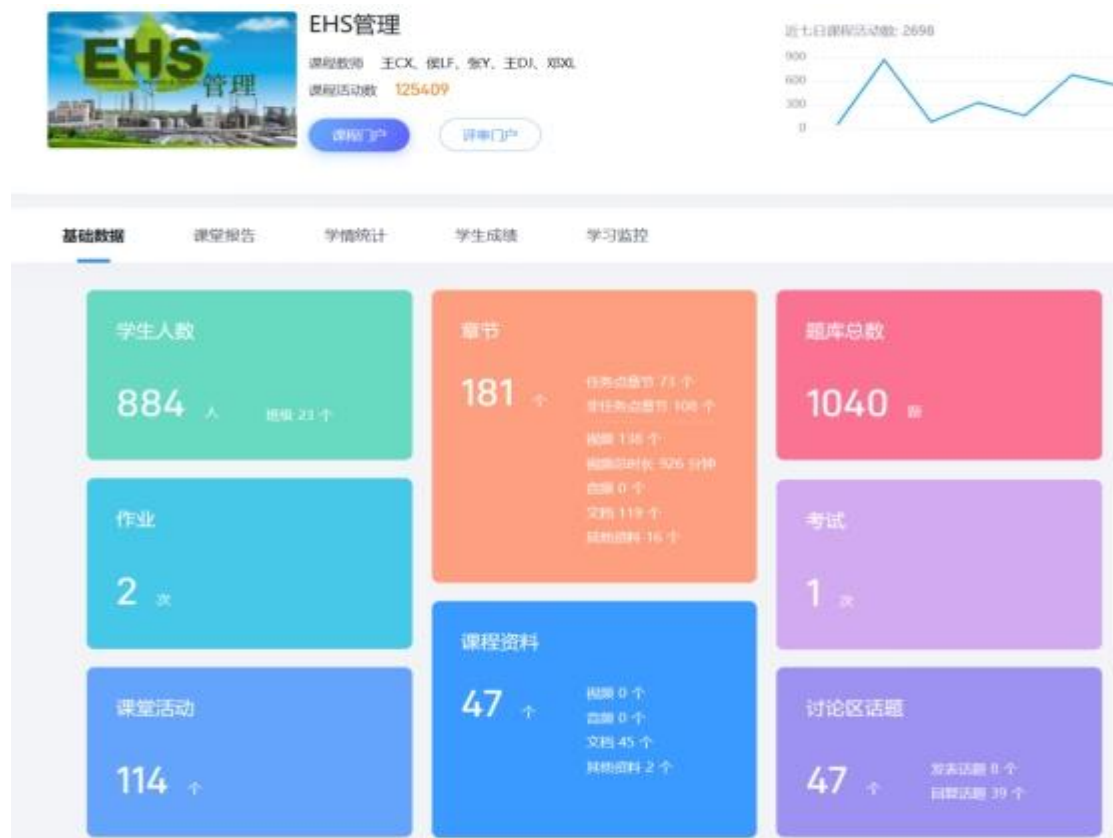 EHS管理
EHS管理
课程教师 王CX、侯LF、张Y、王DJ、邓XL
课程活动数 125409
课程门户
评审门户
近七日课程活动数: 2698
900
600
300
0
基础数据
课堂报告
学情统计
学生成绩
学习监控
学生人数
884 人
班级 23 个
章节
181 个
任务点章节 73 个
非任务点章节 108 个
视频 138 个
视频总时长 926 分钟
音频 0 个
文档 119 个
其他资料 16 个
题库总数
1040 题
作业
2 次
考试
1 次
课程资料
47 个
视频 0 个
音频 0 个
文档 45 个
其他资料 2 个
课堂活动
114 个
讨论区话题
47 个
发表话题 8 个
回复话题 39 个